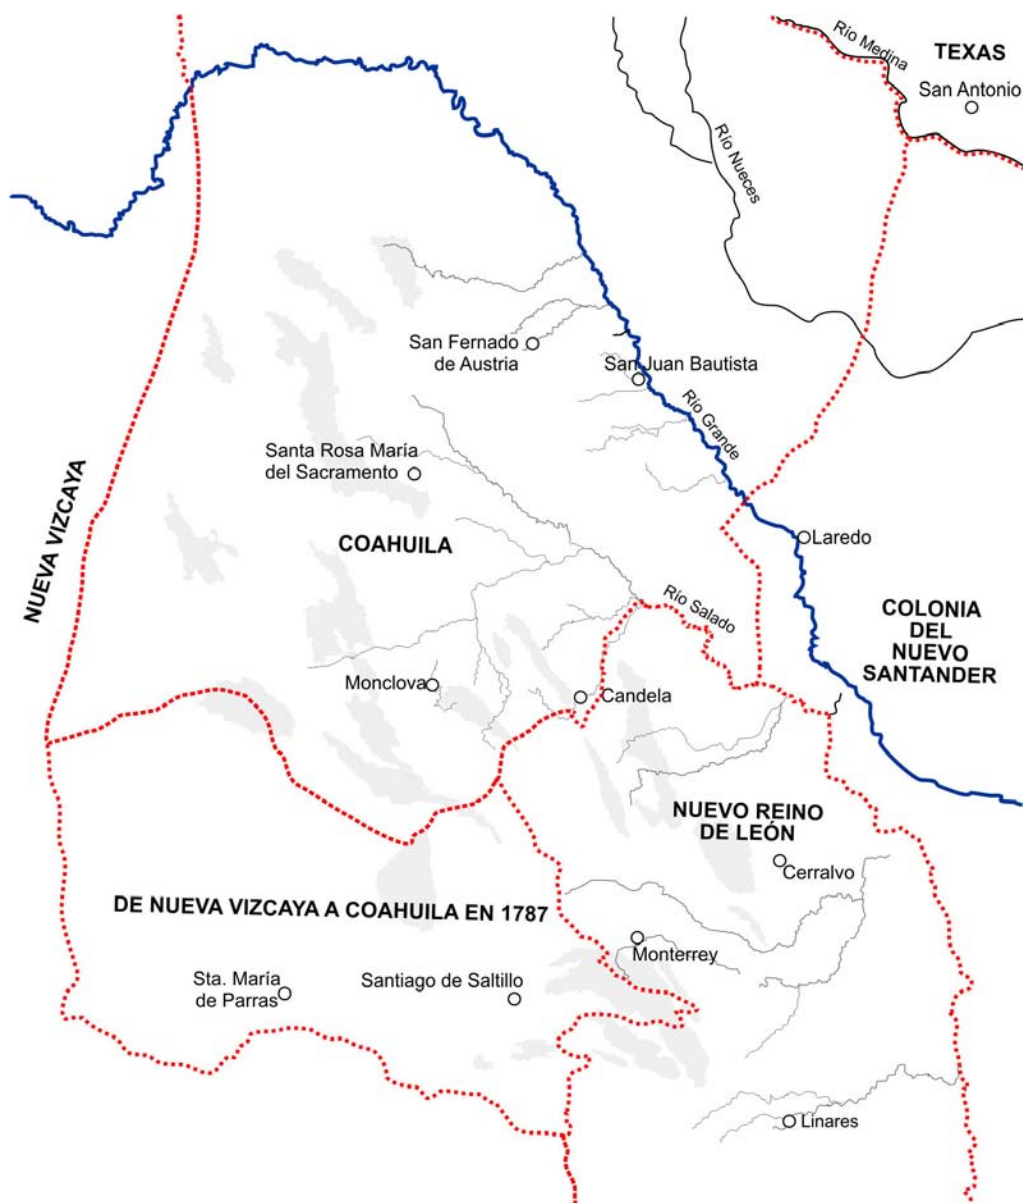 Río Medina
TEXAS
San Antonio
Río Nueces
San Fernado
de Austria
San Juan Bautista
Río Grande
Santa Rosa María
del Sacramento
NUEVA VIZCAYA
COAHUILA
Laredo
Río Salado
COLONIA
DEL
NUEVO
SANTANDER
Monclova
Candela
NUEVO REINO
DE LEÓN
Cerralvo
DE NUEVA VIZCAYA A COAHUILA EN 1787
Monterrey
Sta. María
de Parras
Santiago de Saltillo
Linares